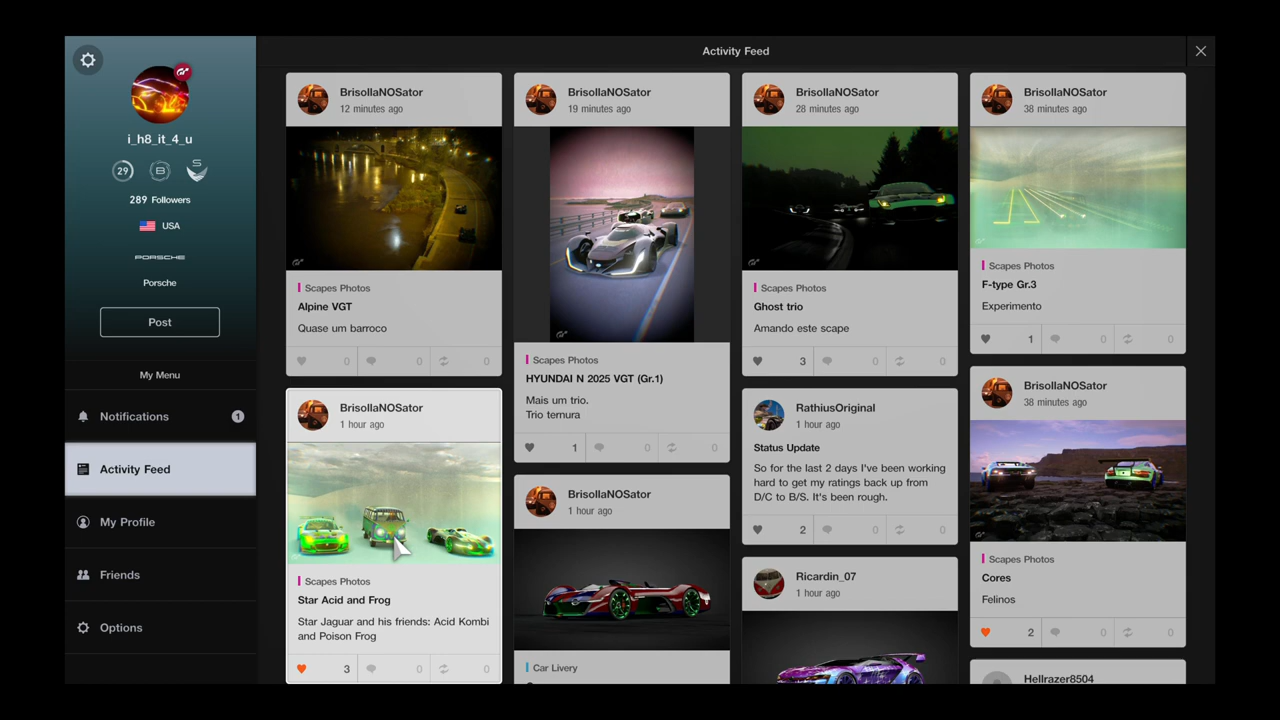 Activity Feed
i_h8_it_4_u
29
B
S
289 Followers
USA
PORSCHE
Porsche
Post
My Menu
Notifications
1
Activity Feed
My Profile
Friends
Options
BrisollaNOSator
12 minutes ago
Scapes Photos
Alpine VGT
Quase um barroco
0 0 0
BrisollaNOSator
1 hour ago
Scapes Photos
Star Acid and Frog
Star Jaguar and his friends: Acid Kombi
and Poison Frog
3 0 0
BrisollaNOSator
19 minutes ago
Scapes Photos
HYUNDAI N 2025 VGT (Gr.1)
Mais um trio.
Trio ternura
1 0 0
BrisollaNOSator
1 hour ago
Car Livery
BrisollaNOSator
28 minutes ago
Scapes Photos
Ghost trio
Amando este scape
3 0 0
RathiusOriginal
1 hour ago
Status Update
So for the last 2 days I've been working
hard to get my ratings back up from
D/C to B/S. It's been rough.
2 0 0
Ricardin_07
1 hour ago
BrisollaNOSator
38 minutes ago
Scapes Photos
F-type Gr.3
Experimento
1 0 0
BrisollaNOSator
38 minutes ago
Scapes Photos
Cores
Felinos
2 0 0
Hellrazer8504